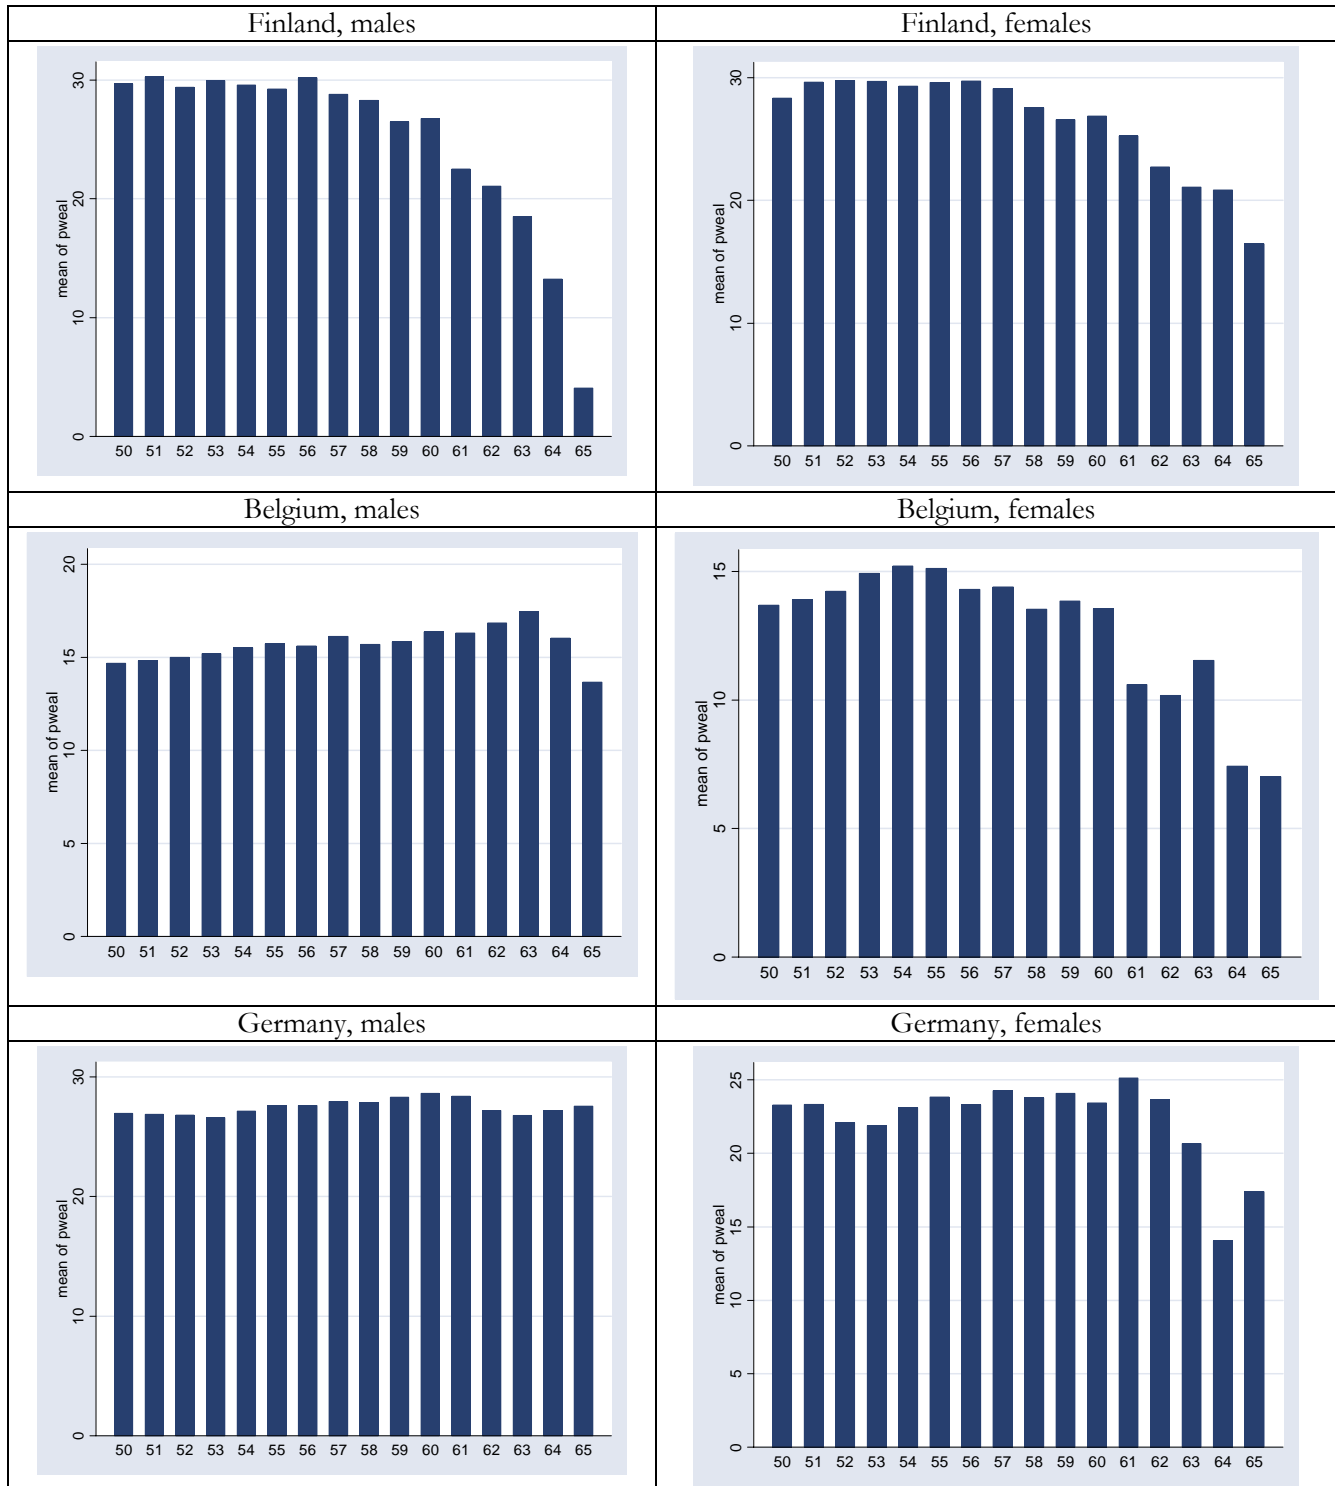 Finland, males
Finland, females
mean of pweal
0 10 20 30
50 51 52 53 54 55 56 57 58 59 60 61 62 63 64 65
mean of pweal
0 10 20 30
50 51 52 53 54 55 56 57 58 59 60 61 62 63 64 65
Belgium, males
Belgium, females
mean of pweal
0 5 10 15 20
50 51 52 53 54 55 56 57 58 59 60 61 62 63 64 65
mean of pweal
0 5 10 15
50 51 52 53 54 55 56 57 58 59 60 61 62 63 64 65
Germany, males
Germany, females
mean of pweal
0 10 20 30
50 51 52 53 54 55 56 57 58 59 60 61 62 63 64 65
mean of pweal
0 5 10 15 20 25
50 51 52 53 54 55 56 57 58 59 60 61 62 63 64 65